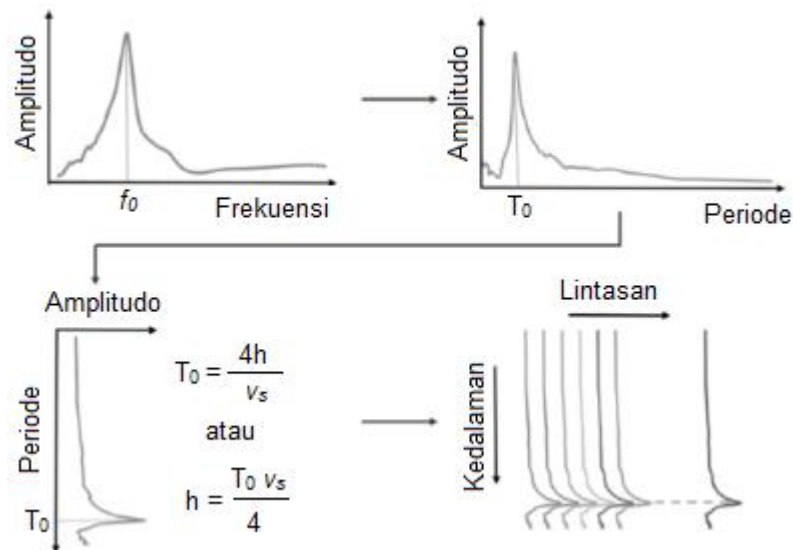 Amplitudo
f0
Frekuensi
Amplitudo
T0
Periode
Amplitudo
Periode
T0
T0 = 4h / vs
atau
h = T0 vs / 4
Lintasan
Kedalaman